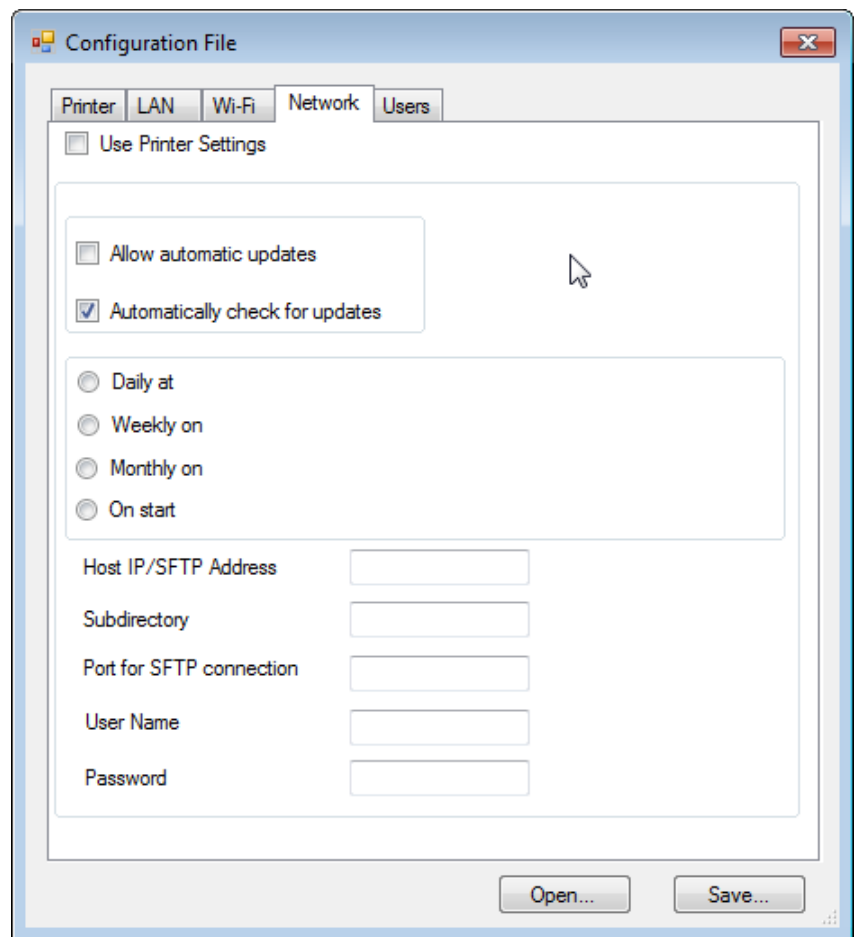 Configuration File
Printer LAN Wi-Fi Network Users
Use Printer Settings
Allow automatic updates
Automatically check for updates
Daily at
Weekly on
Monthly on
On start
Host IP/SFTP Address
Subdirectory
Port for SFTP connection
User Name
Password
Open... Save...